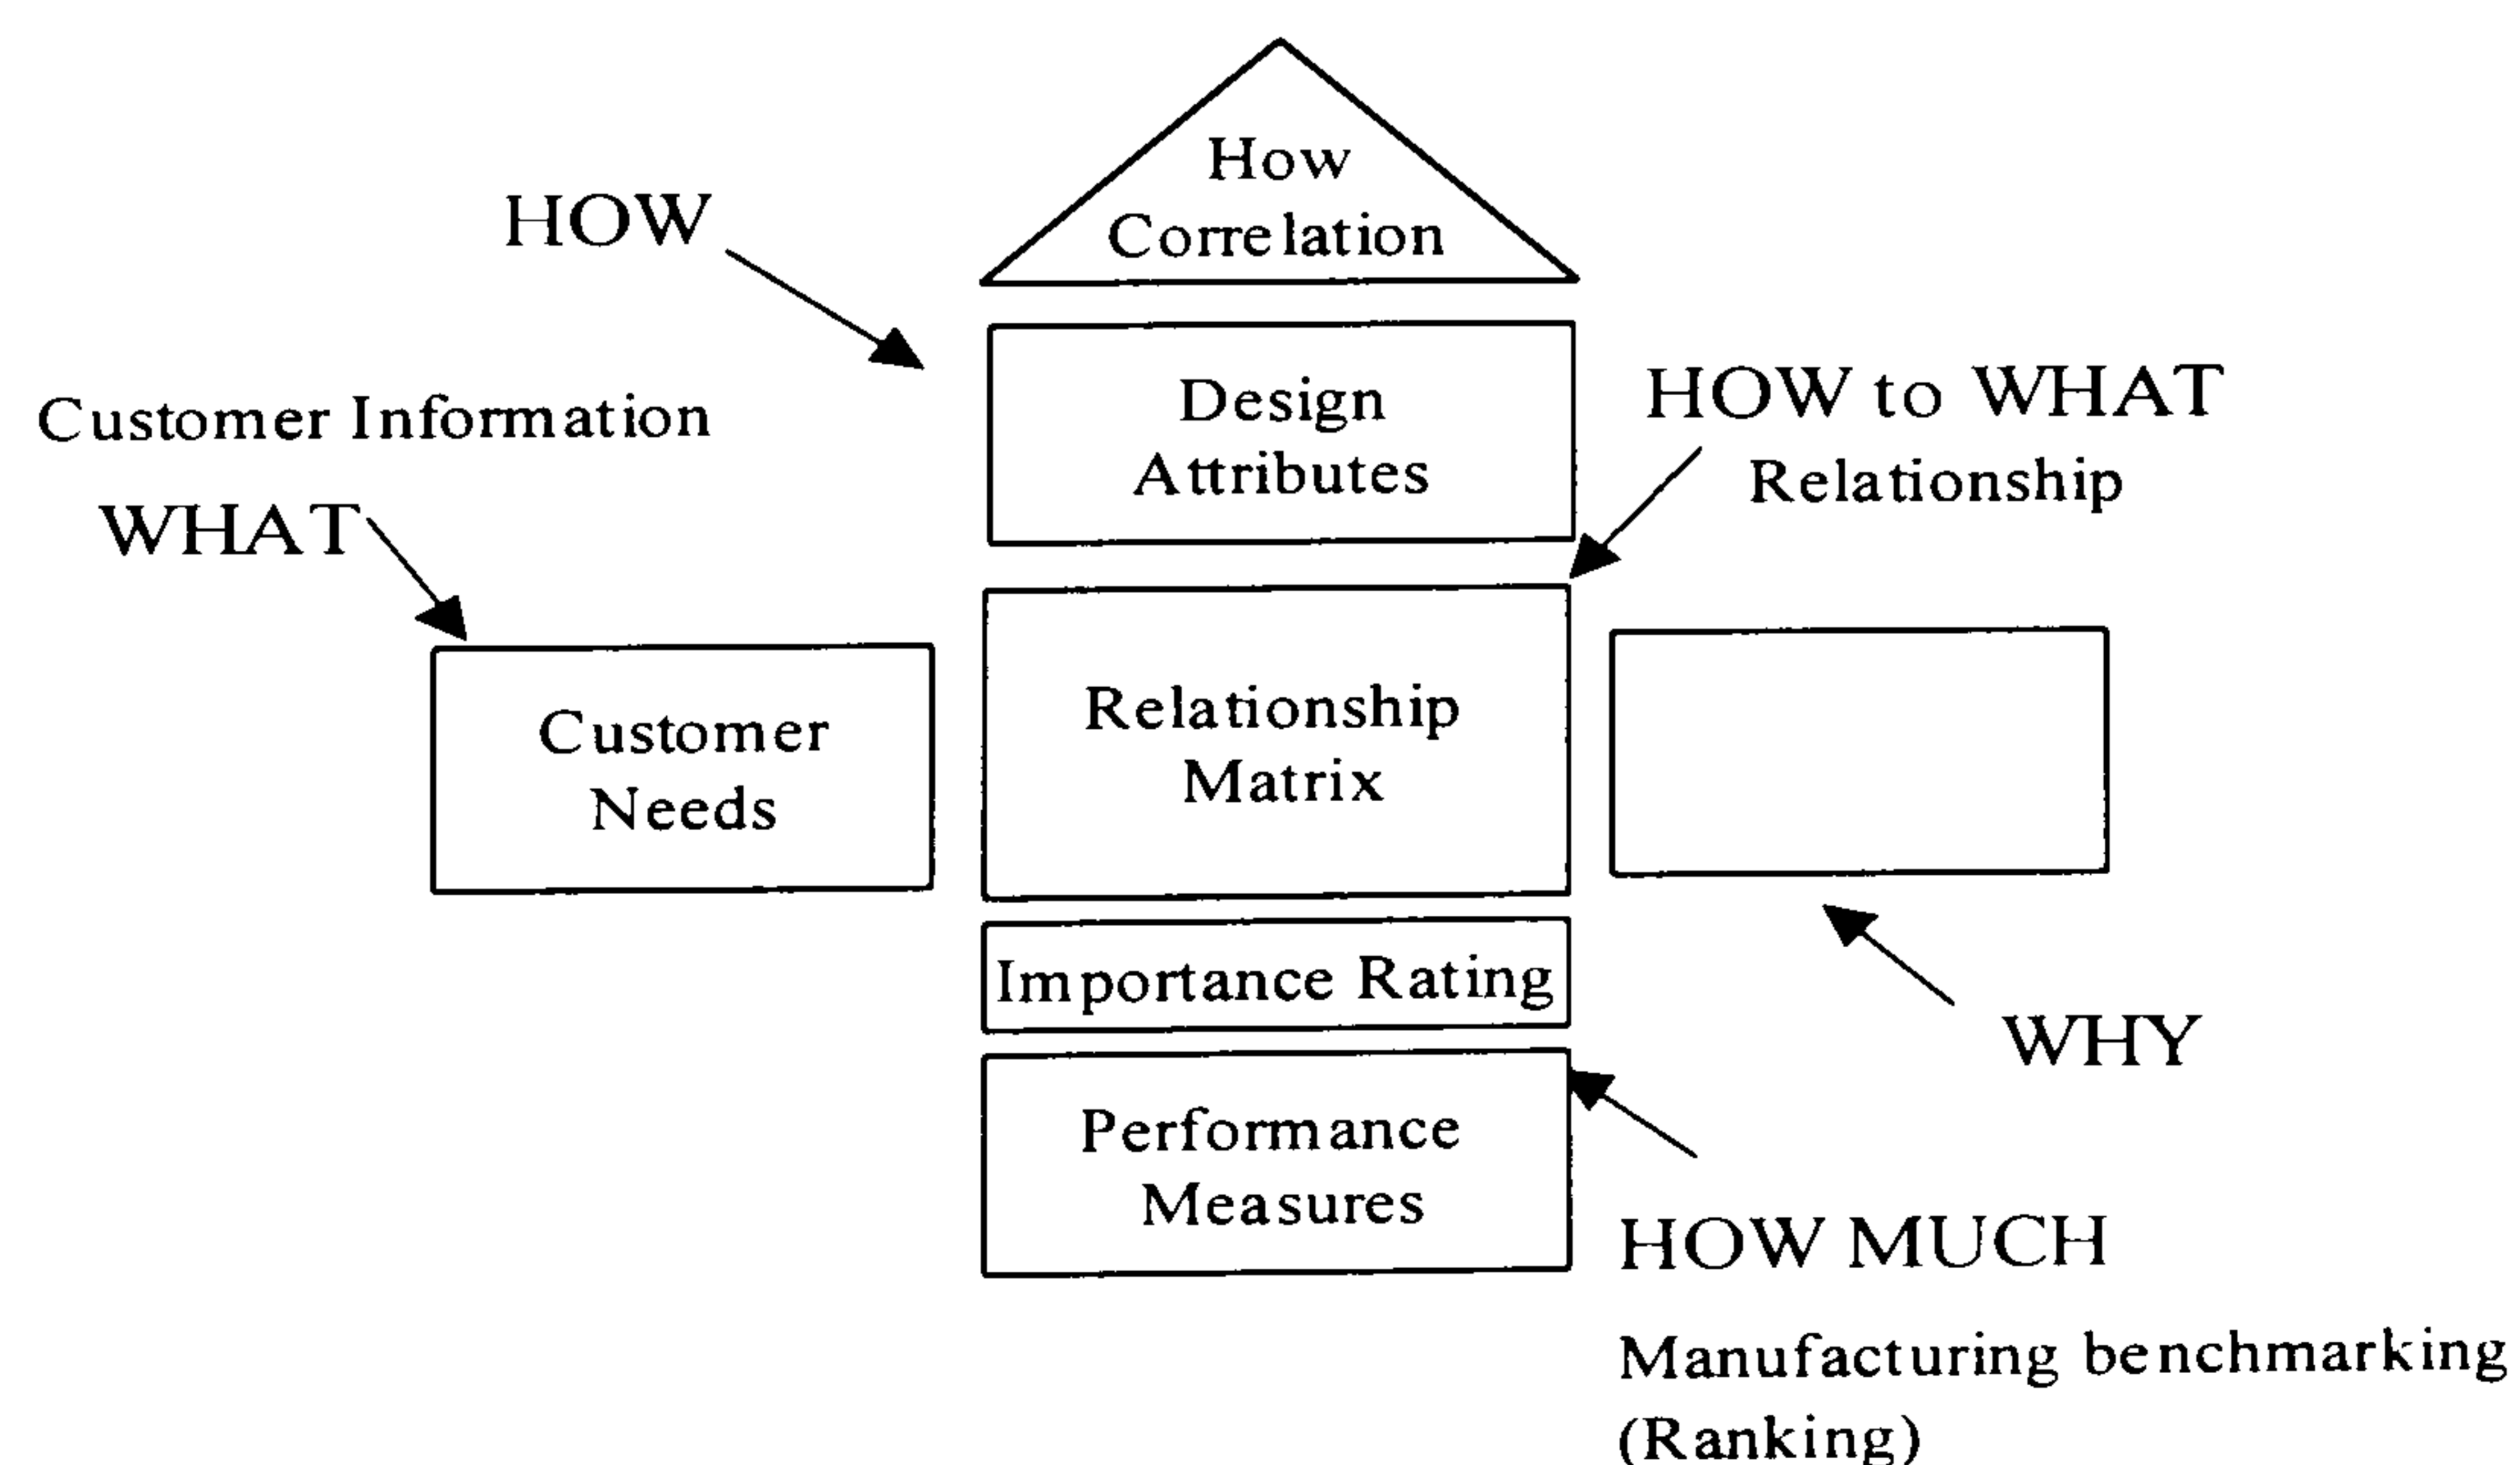 How
Correlation
HOW
Design
Attributes
HOW to WHAT
Relationship
Customer Information
WHAT
Customer
Needs
Relationship
Matrix
Importance Rating
WHY
Performance
Measures
HOW MUCH
Manufacturing benchmarking
(Ranking)